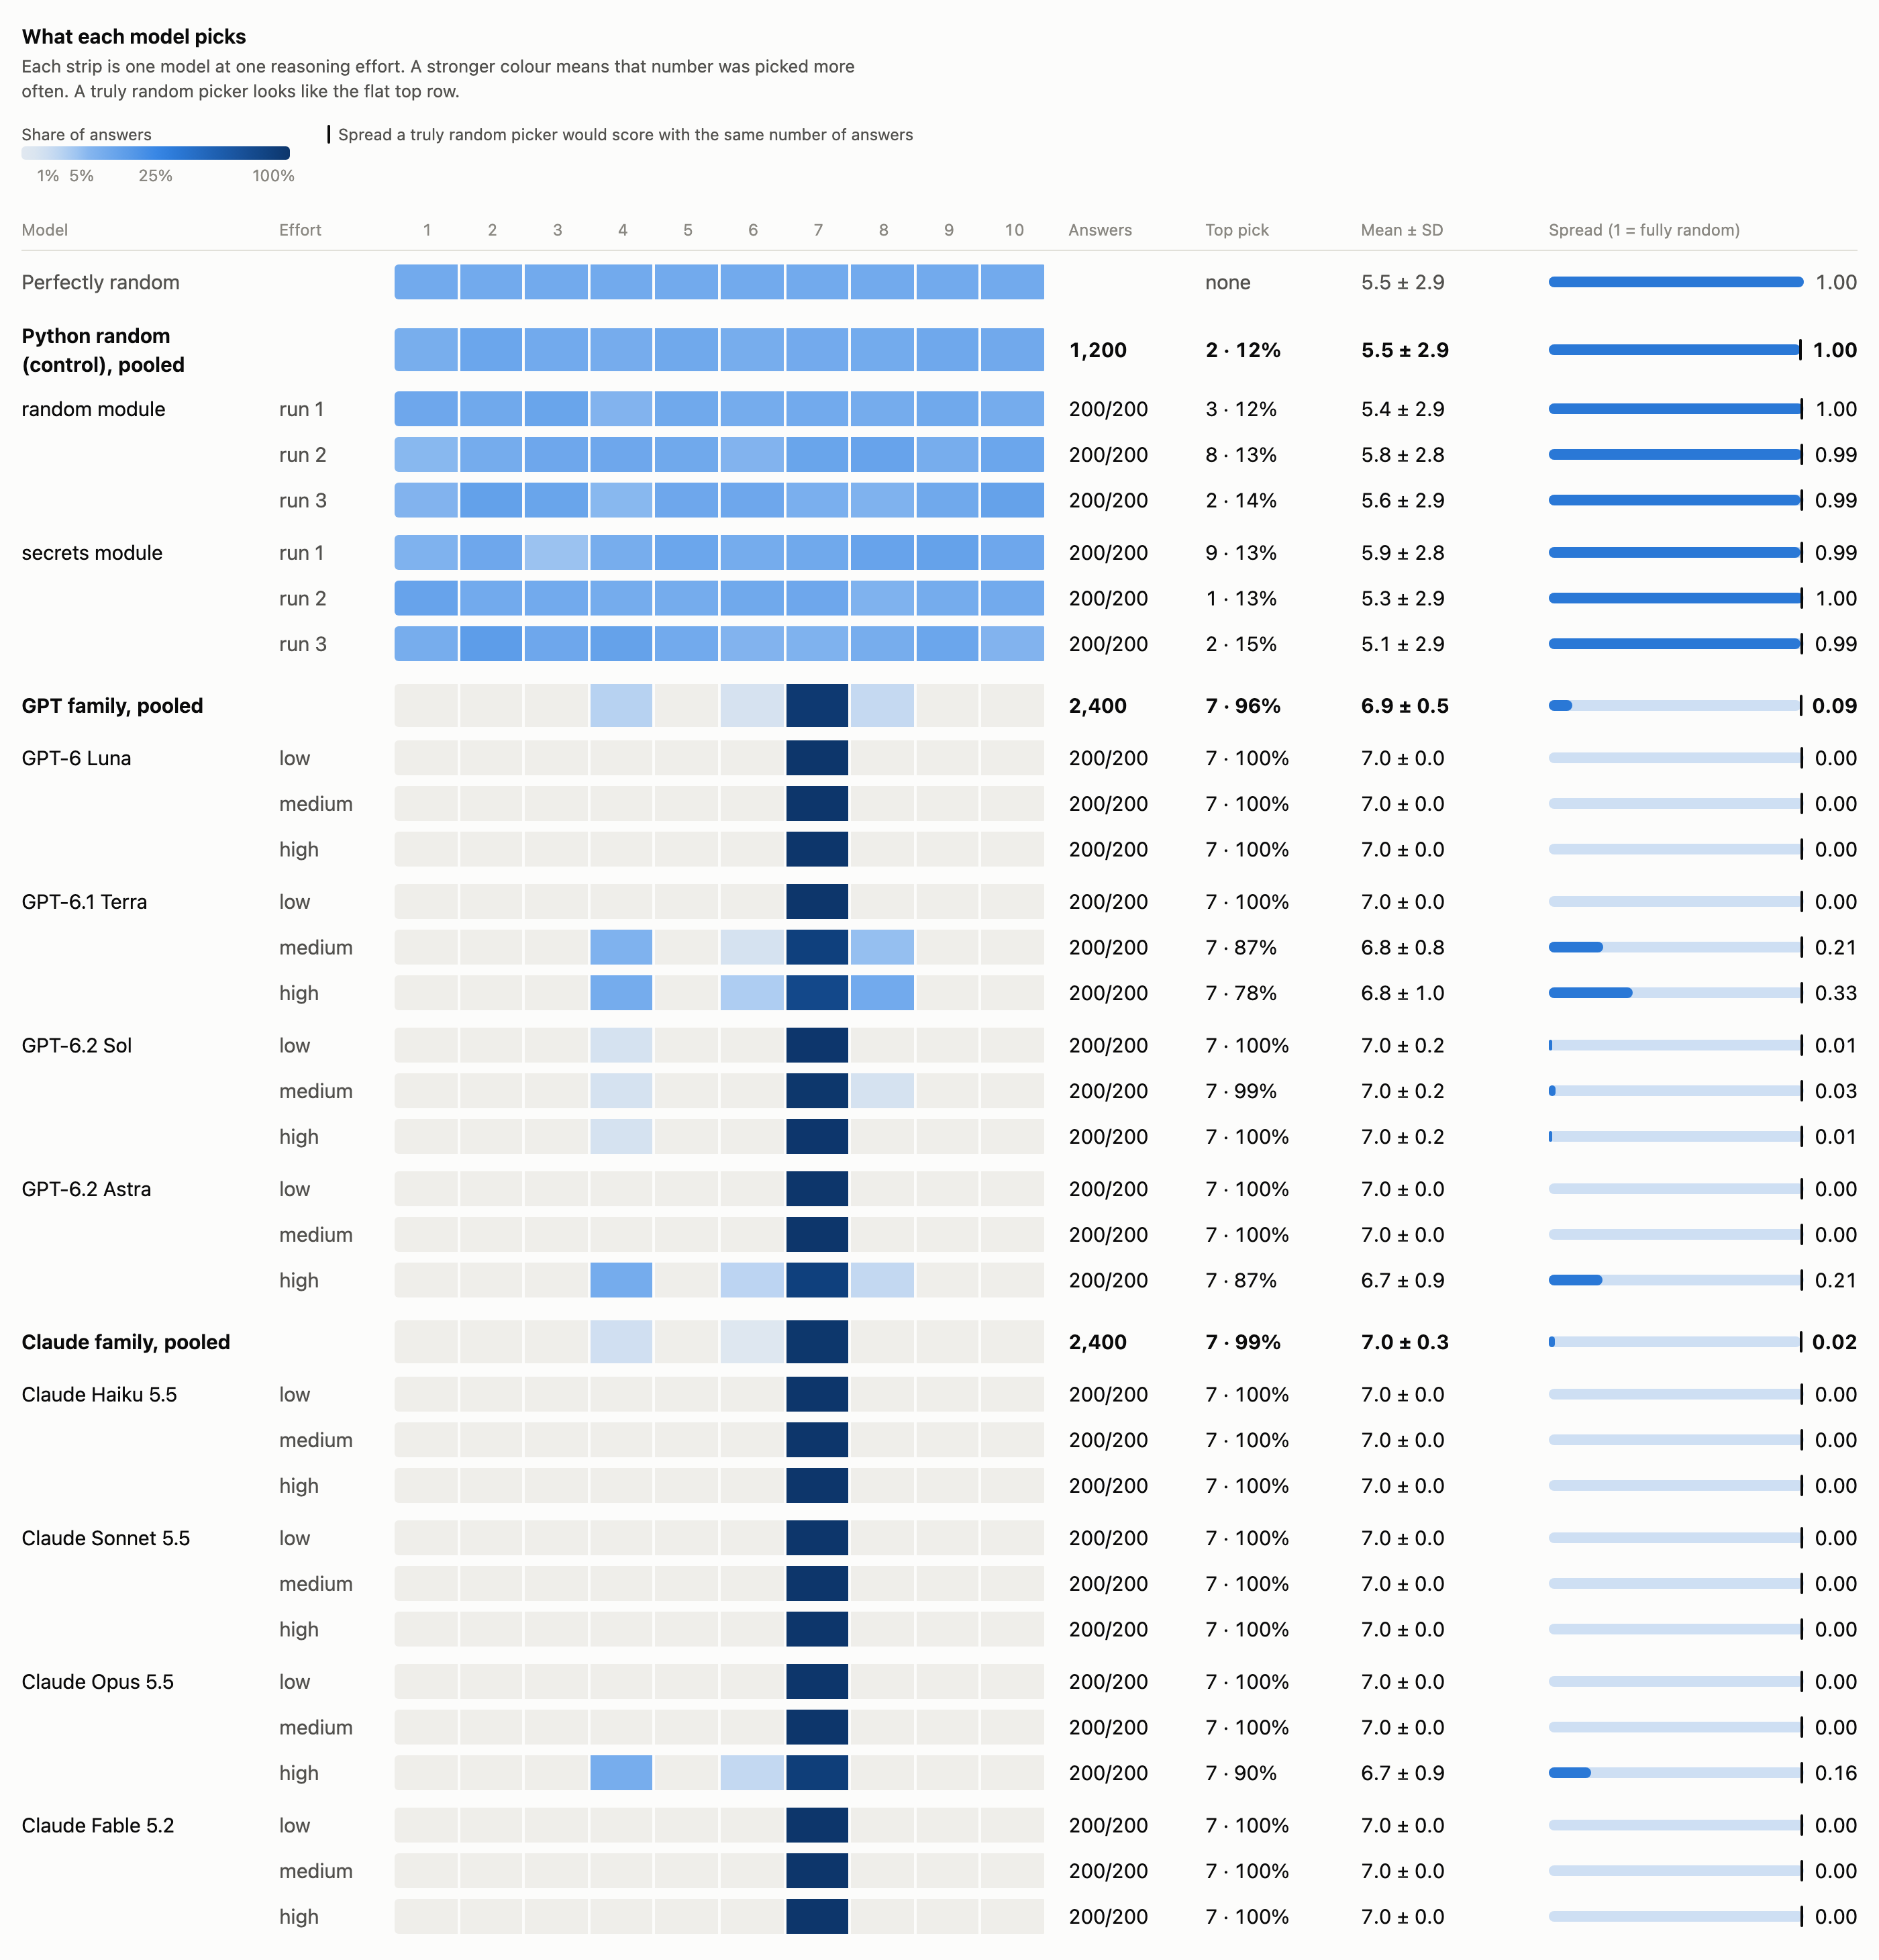 What each model picks
Each strip is one model at one reasoning effort. A stronger colour means that number was picked more
often. A truly random picker looks like the flat top row.
Share of answers
Spread a truly random picker would score with the same number of answers
1% 5% 25% 100%
Model Effort 1 2 3 4 5 6 7 8 9 10 Answers Top pick Mean ± SD Spread (1 = fully random)
Perfectly random none 5.5 ± 2.9 1.00
Python random
(control), pooled 1,200 2 · 12% 5.5 ± 2.9 1.00
random module run 1 200/200 3 · 12% 5.4 ± 2.9 1.00
run 2 200/200 8 · 13% 5.8 ± 2.8 0.99
run 3 200/200 2 · 14% 5.6 ± 2.9 0.99
secrets module run 1 200/200 9 · 13% 5.9 ± 2.8 0.99
run 2 200/200 1 · 13% 5.3 ± 2.9 1.00
run 3 200/200 2 · 15% 5.1 ± 2.9 0.99
GPT family, pooled 2,400 7 · 96% 6.9 ± 0.5 0.09
GPT-6 Luna low 200/200 7 · 100% 7.0 ± 0.0 0.00
medium 200/200 7 · 100% 7.0 ± 0.0 0.00
high 200/200 7 · 100% 7.0 ± 0.0 0.00
GPT-6.1 Terra low 200/200 7 · 100% 7.0 ± 0.0 0.00
medium 200/200 7 · 87% 6.8 ± 0.8 0.21
high 200/200 7 · 78% 6.8 ± 1.0 0.33
GPT-6.2 Sol low 200/200 7 · 100% 7.0 ± 0.2 0.01
medium 200/200 7 · 99% 7.0 ± 0.2 0.03
high 200/200 7 · 100% 7.0 ± 0.2 0.01
GPT-6.2 Astra low 200/200 7 · 100% 7.0 ± 0.0 0.00
medium 200/200 7 · 100% 7.0 ± 0.0 0.00
high 200/200 7 · 87% 6.7 ± 0.9 0.21
Claude family, pooled 2,400 7 · 99% 7.0 ± 0.3 0.02
Claude Haiku 5.5 low 200/200 7 · 100% 7.0 ± 0.0 0.00
medium 200/200 7 · 100% 7.0 ± 0.0 0.00
high 200/200 7 · 100% 7.0 ± 0.0 0.00
Claude Sonnet 5.5 low 200/200 7 · 100% 7.0 ± 0.0 0.00
medium 200/200 7 · 100% 7.0 ± 0.0 0.00
high 200/200 7 · 100% 7.0 ± 0.0 0.00
Claude Opus 5.5 low 200/200 7 · 100% 7.0 ± 0.0 0.00
medium 200/200 7 · 100% 7.0 ± 0.0 0.00
high 200/200 7 · 90% 6.7 ± 0.9 0.16
Claude Fable 5.2 low 200/200 7 · 100% 7.0 ± 0.0 0.00
medium 200/200 7 · 100% 7.0 ± 0.0 0.00
high 200/200 7 · 100% 7.0 ± 0.0 0.00